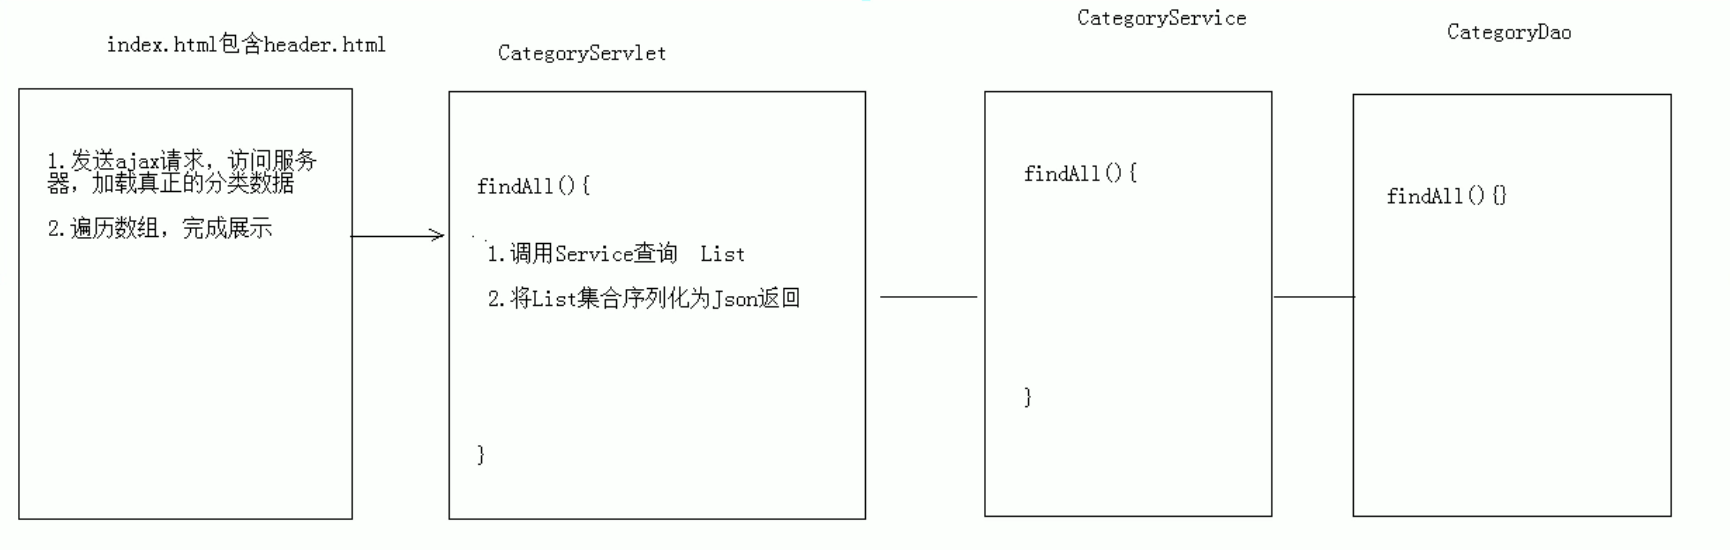 index.html包含header.html
1.发送ajax请求，访问服务
器，加载真正的分类数据
2.遍历数组，完成展示
CategoryServlet
findAll(){
1.调用Service查询 List
2.将List集合序列化为Json返回
}
CategoryService
findAll(){
}
CategoryDao
findAll(){}